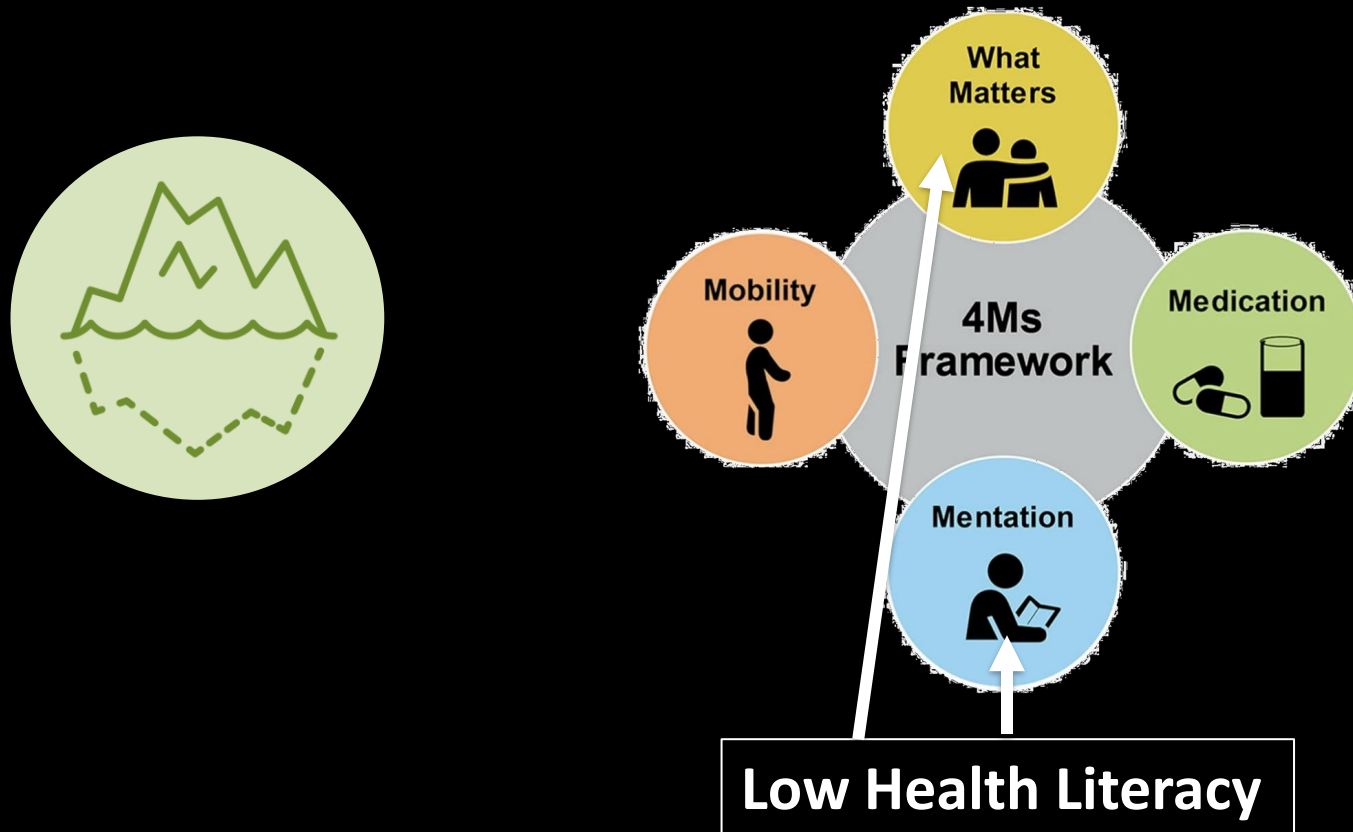 What
Matters
Mobility
4Ms
Framework
Medication
Mentation
Low Health Literacy